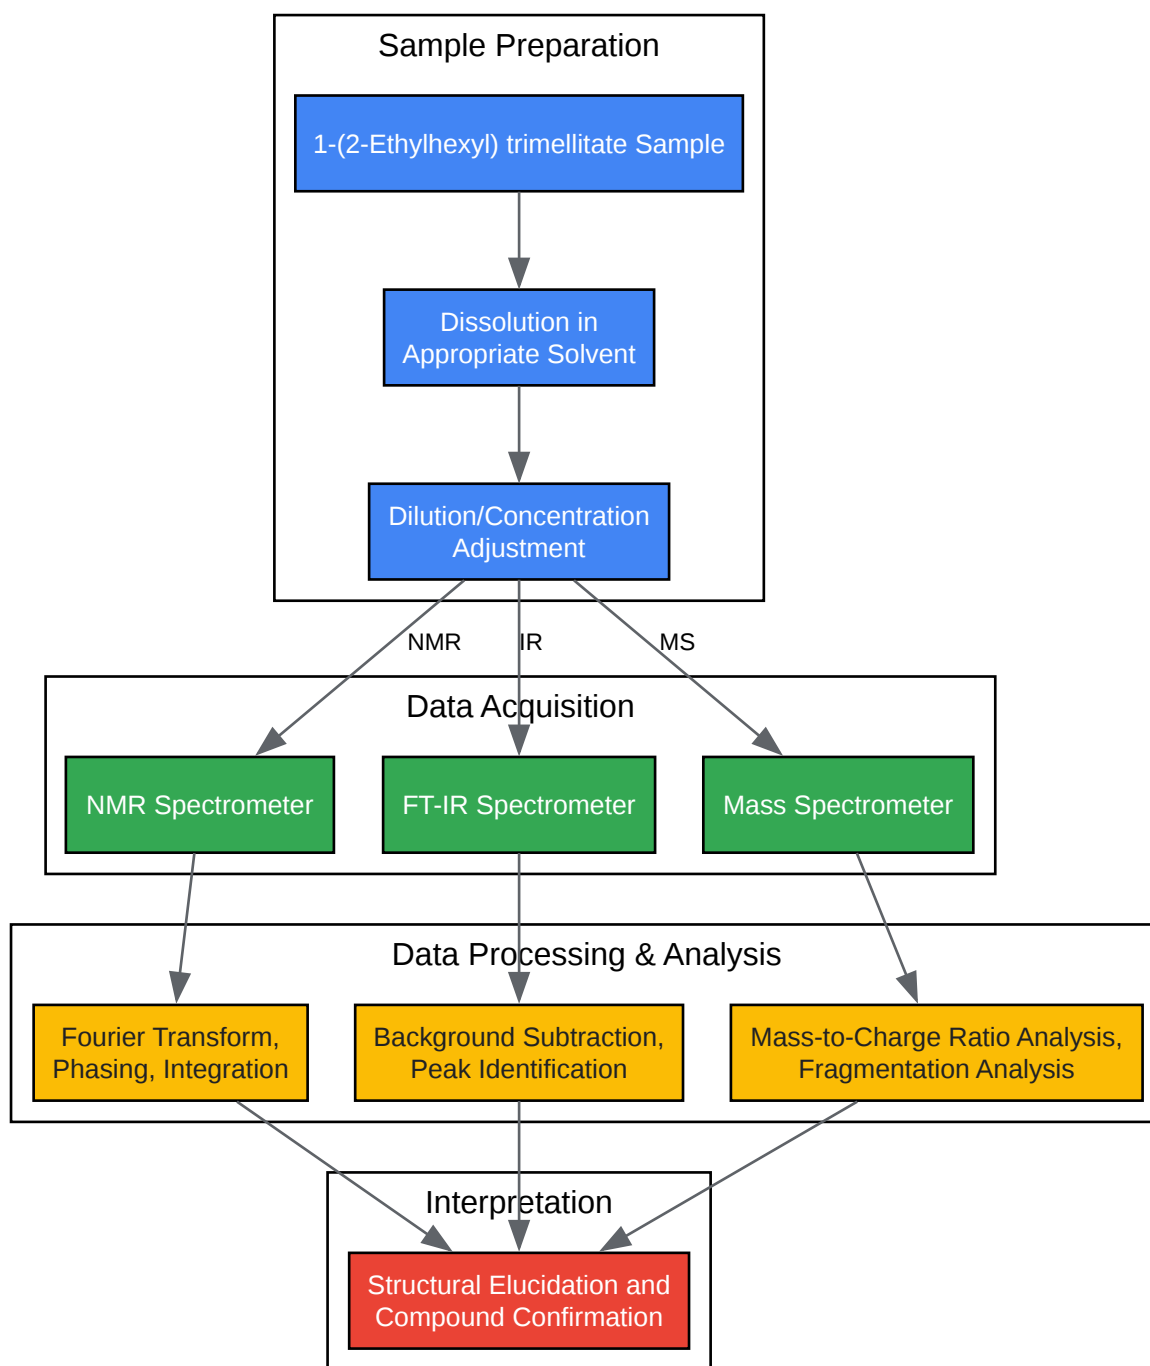 Sample Preparation
1-(2-Ethylhexyl) trimellitate Sample
Dissolution in
Appropriate Solvent
Dilution/Concentration
Adjustment
NMR
IR
MS
Data Acquisition
NMR Spectrometer
FT-IR Spectrometer
Mass Spectrometer
Data Processing & Analysis
Fourier Transform,
Phasing, Integration
Background Subtraction,
Peak Identification
Mass-to-Charge Ratio Analysis,
Fragmentation Analysis
Interpretation
Structural Elucidation and
Compound Confirmation